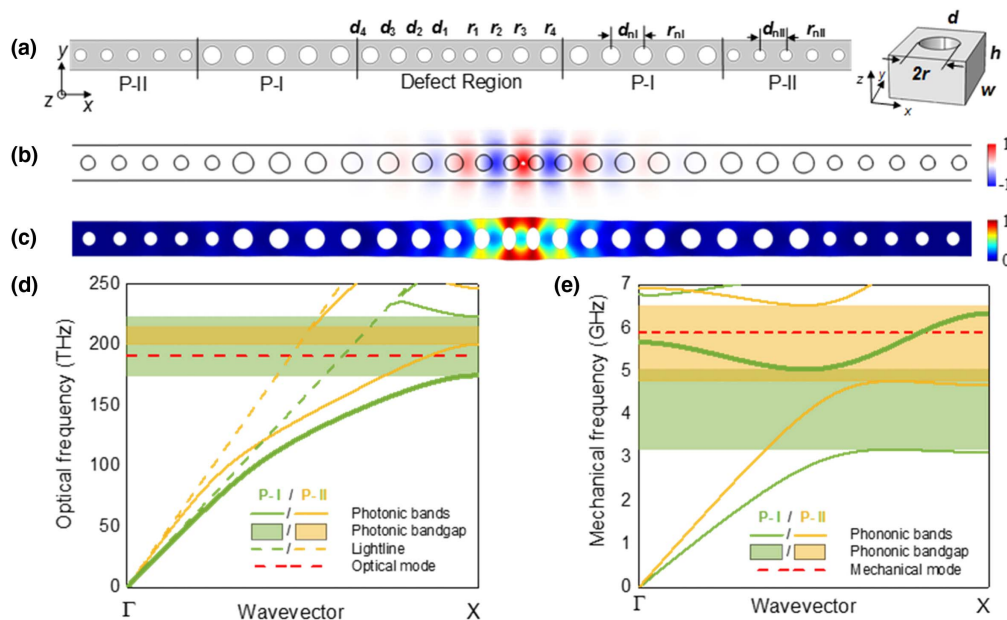 (a)
y
z
x
P-II
P-I
d4
d3
d2
d1
r1
r2
r3
r4
Defect Region
dnI
rnI
P-I
dnII
rnII
P-II
d
2r
h
w
z
y
x
(b)
1
-1
(c)
1
0
(d)
Optical frequency (THz)
250
200
150
100
50
0
Γ
Wavevector
X
P-I / P-II
/ Photonic bands
/ Photonic bandgap
/ Lightline
Optical mode
(e)
Mechanical frequency (GHz)
7
6
5
4
3
2
1
0
Γ
Wavevector
X
P-I / P-II
/ Phononic bands
/ Phononic bandgap
Mechanical mode